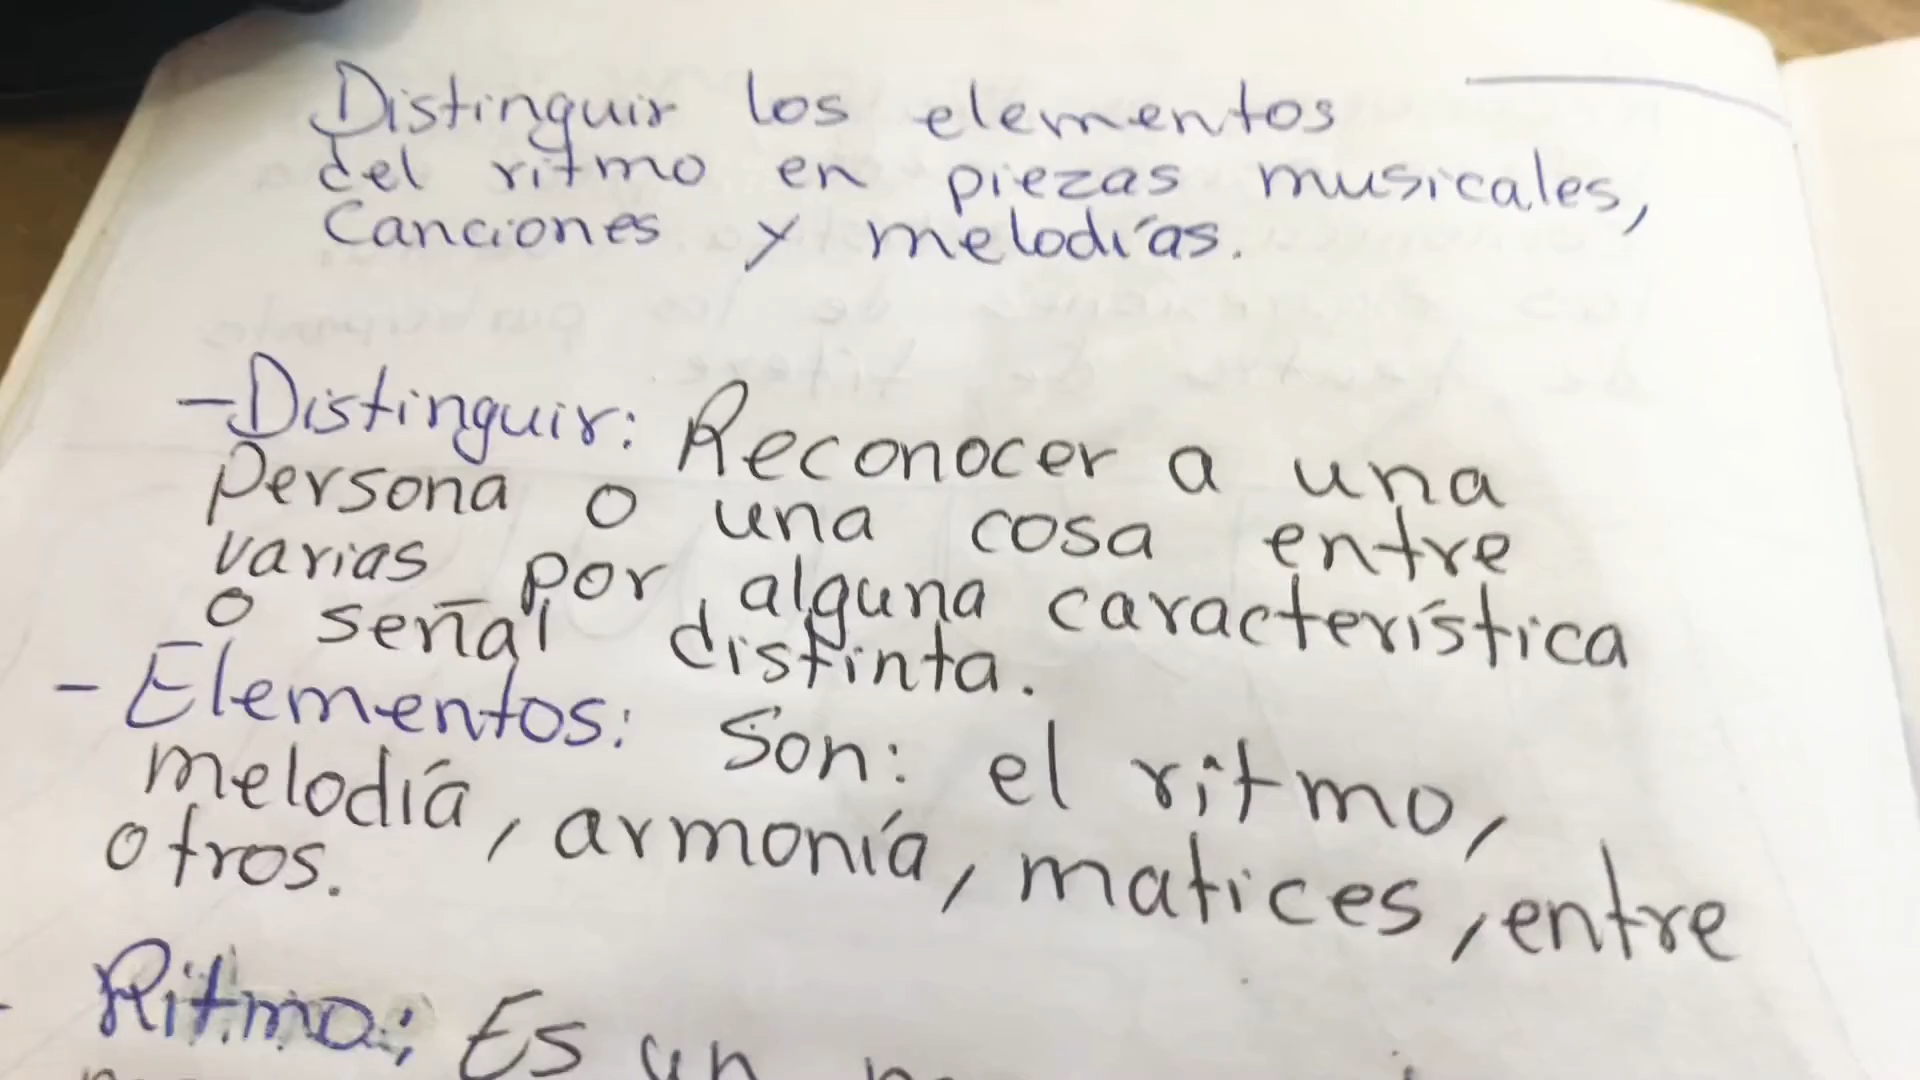 Distinguir los elementos
del ritmo en piezas musicales,
Canciones y melodías.
-Distinguir: Reconocer a una
persona o una cosa entre
varias por alguna característica
o señal distinta.
- Elementos: Son: el ritmo,
melodía, armonía, matices, entre
otros.
- Ritmo: Es un